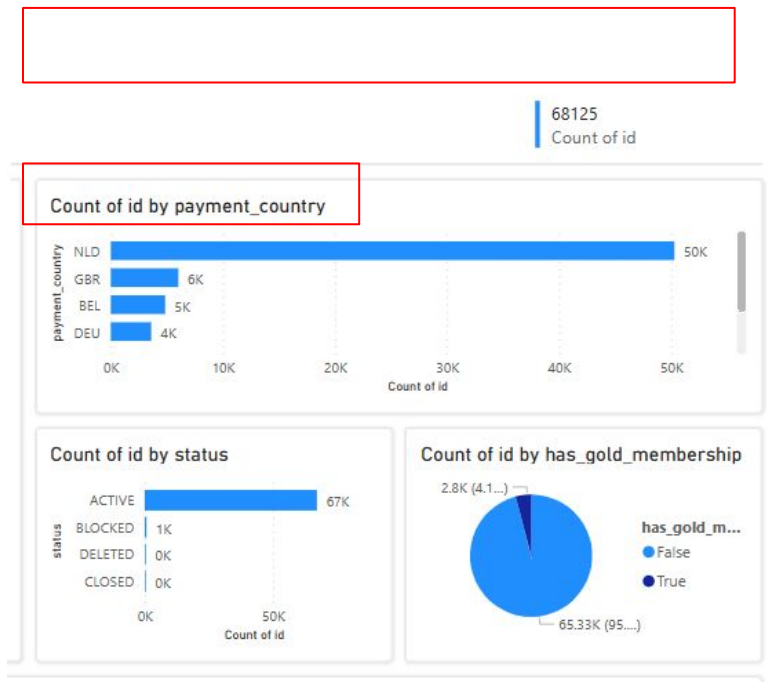 68125
Count of id
Count of id by payment_country
payment_country
NLD 50K
GBR 6K
BEL 5K
DEU 4K
0K 10K 20K 30K 40K 50K
Count of id
Count of id by status
status
ACTIVE 67K
BLOCKED 1K
DELETED 0K
CLOSED 0K
0K 50K
Count of id
Count of id by has_gold_membership
2.8K (4.1...)
has_gold_m...
False
True
65.33K (95....)